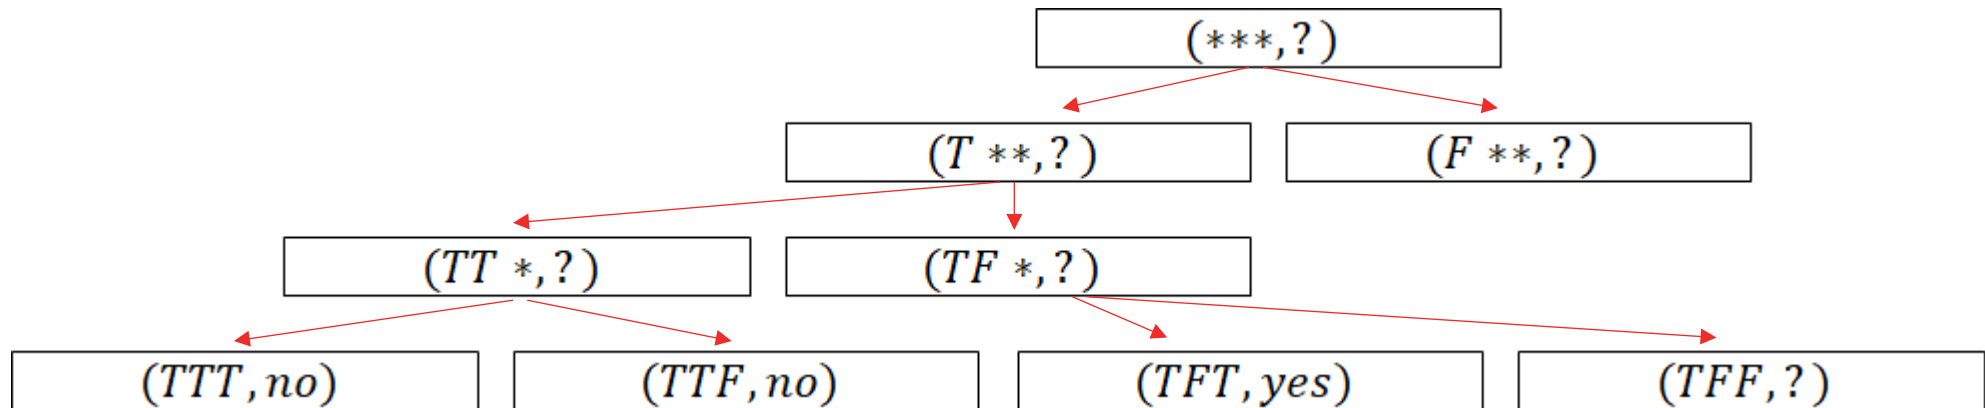 (***,?)
(T **,?)
(F **,?)
(TT *,?)
(TF *,?)
(TTT, no)
(TTF, no)
(TFT, yes)
(TFF,?)